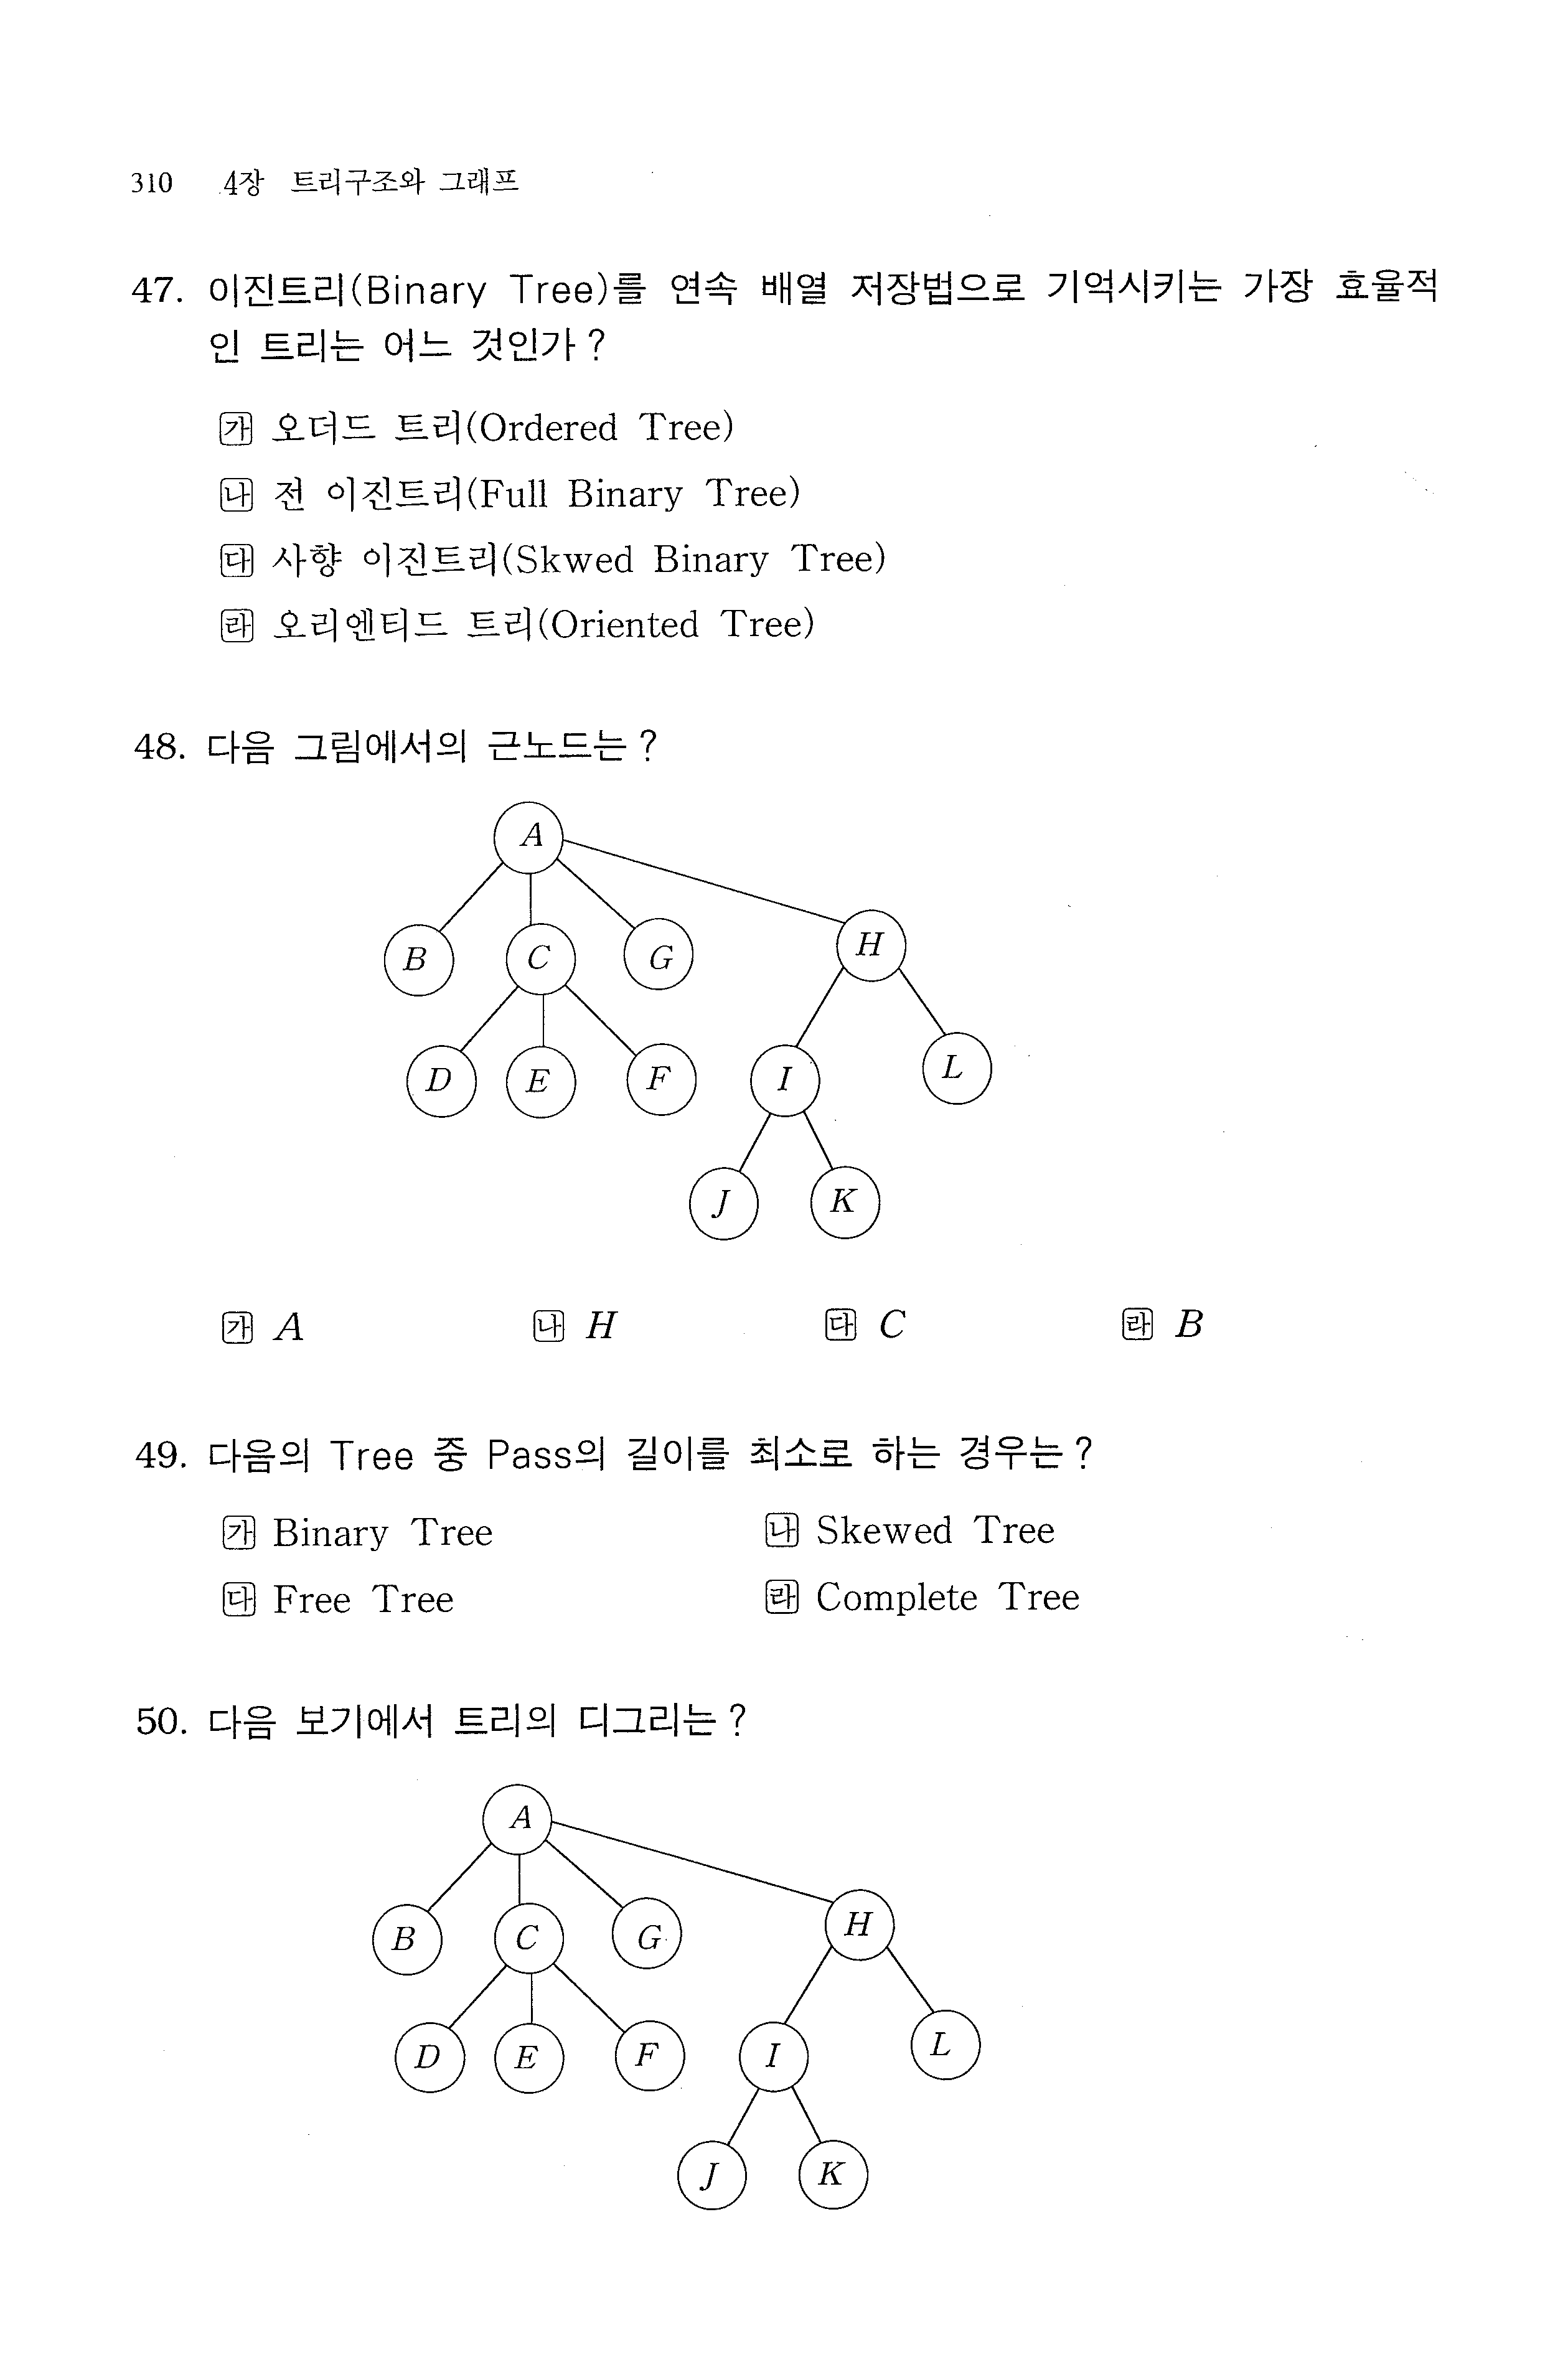 310 4장 트리구조와 그래프
47. 이진트리(Binary Tree)를 연속 배열 저장법으로 기억시키는 가장 효율적
인 트리는 어느 것인가?
가 오더드 트리(Ordered Tree)
나 전 이진트리(Full Binary Tree)
다 사향 이진트리(Skwed Binary Tree)
라 오리엔티드 트리(Oriented Tree)
48. 다음 그림에서의 근노드는?
A
B C G H
D E F I L
J K
가 A 나 H 다 C 라 B
49. 다음의 Tree 중 Pass의 길이를 최소로 하는 경우는?
가 Binary Tree 나 Skewed Tree
다 Free Tree 라 Complete Tree
50. 다음 보기에서 트리의 디그리는?
A
B C G H
D E F I L
J K